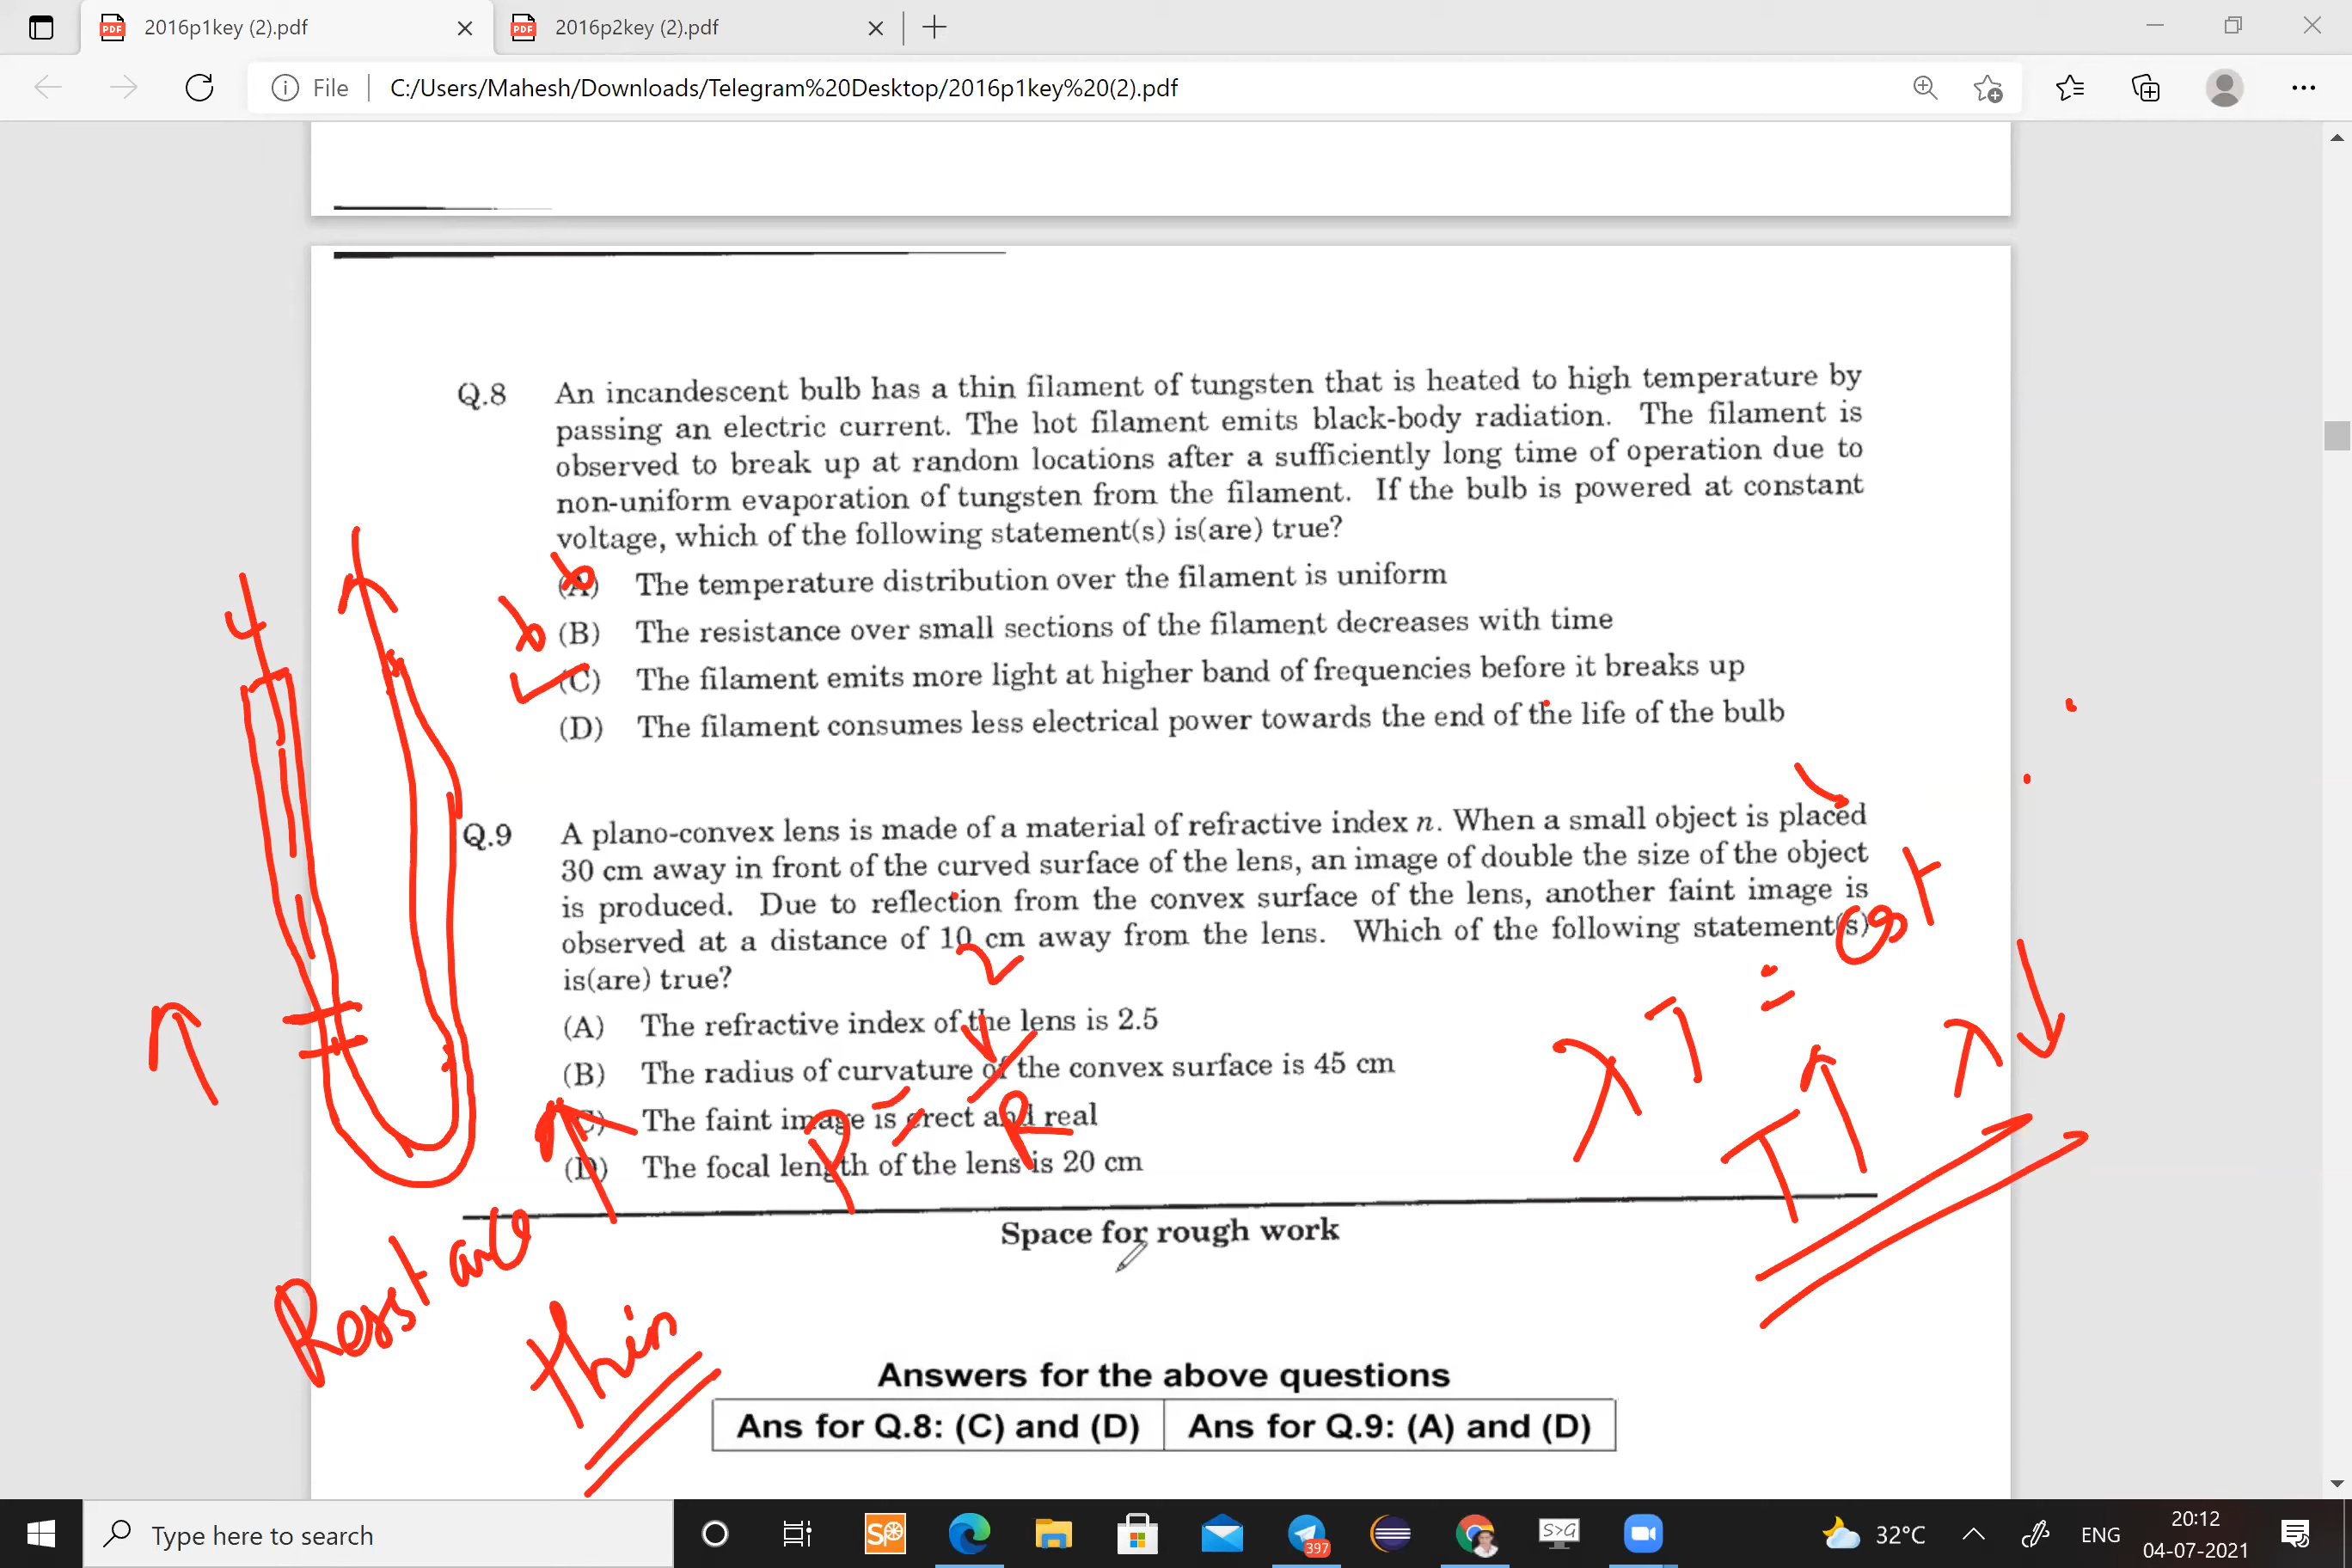 2016p1key (2).pdf
2016p2key (2).pdf
File
C:/Users/Mahesh/Downloads/Telegram%20Desktop/2016p1key%20(2).pdf
Q.8 An incandescent bulb has a thin filament of tungsten that is heated to high temperature by
passing an electric current. The hot filament emits black-body radiation. The filament is
observed to break up at random locations after a sufficiently long time of operation due to
non-uniform evaporation of tungsten from the filament. If the bulb is powered at constant
voltage, which of the following statement(s) is(are) true?
(A) The temperature distribution over the filament is uniform
(B) The resistance over small sections of the filament decreases with time
(C) The filament emits more light at higher band of frequencies before it breaks up
(D) The filament consumes less electrical power towards the end of the life of the bulb
Q.9 A plano-convex lens is made of a material of refractive index n. When a small object is placed
30 cm away in front of the curved surface of the lens, an image of double the size of the object
is produced. Due to reflection from the convex surface of the lens, another faint image is
observed at a distance of 10 cm away from the lens. Which of the following statement(s)
is(are) true?
(A) The refractive index of the lens is 2.5
(B) The radius of curvature of the convex surface is 45 cm
(C) The faint image is erect and real
(D) The focal length of the lens is 20 cm
P = V²/R
λT = cst
T↑ λ↓
Space for rough work
thin
Answers for the above questions
Ans for Q.8: (C) and (D)
Ans for Q.9: (A) and (D)
Type here to search
SP
397
S>G
32°C
ENG
20:12
04-07-2021